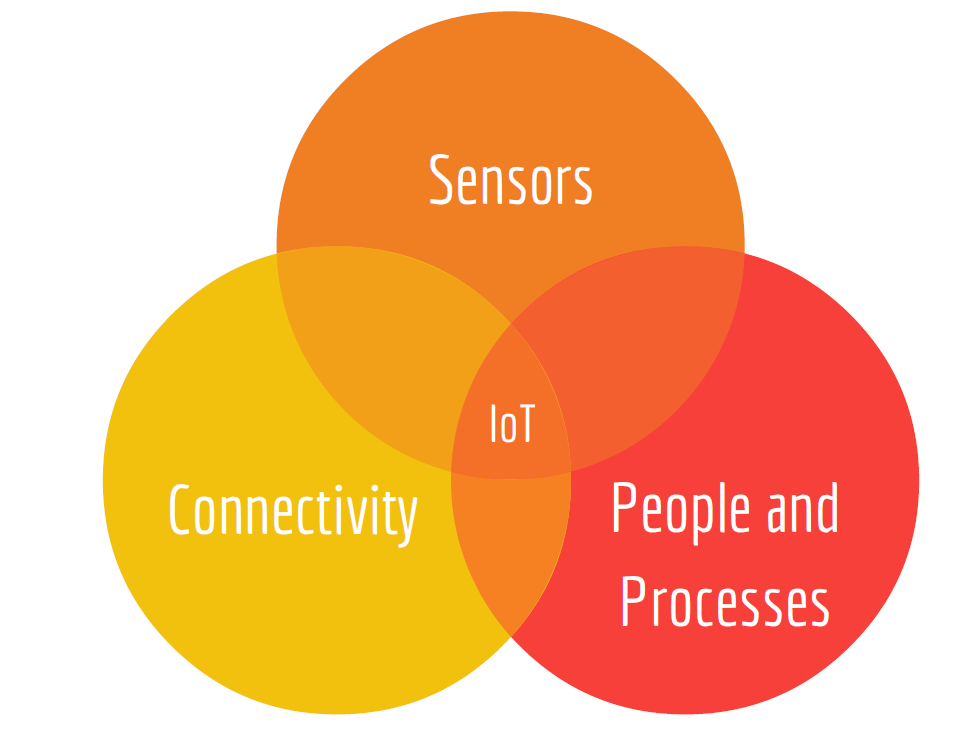 Sensors
IoT
Connectivity
People and
Processes